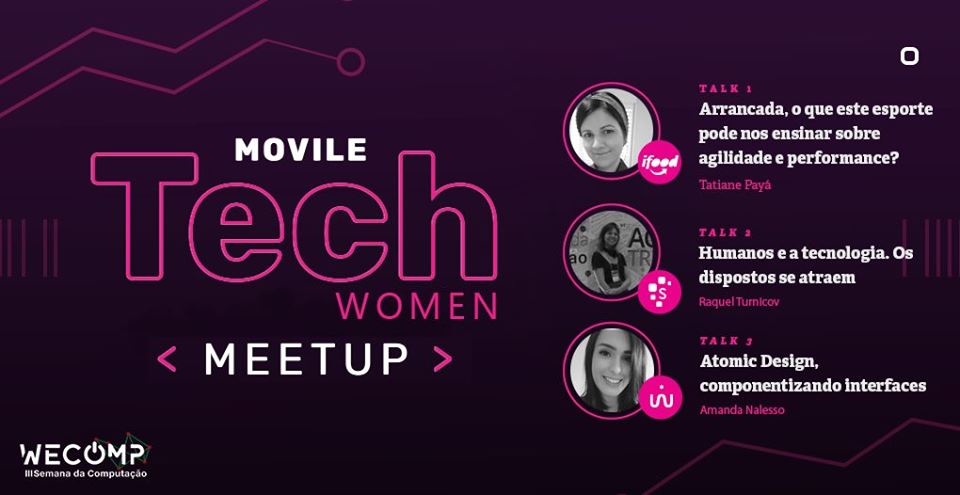 MOVILE
Tech
WOMEN
< MEETUP >
WECOMP
III Semana da Computação
TALK 1
Arrancada, o que este esporte
pode nos ensinar sobre
agilidade e performance?
Tatiane Payá
ifood
TALK 2
Humanos e a tecnologia. Os
dispostos se atraem
Raquel Turnicov
S
TALK 3
Atomic Design,
componentizando interfaces
Amanda Nalesso